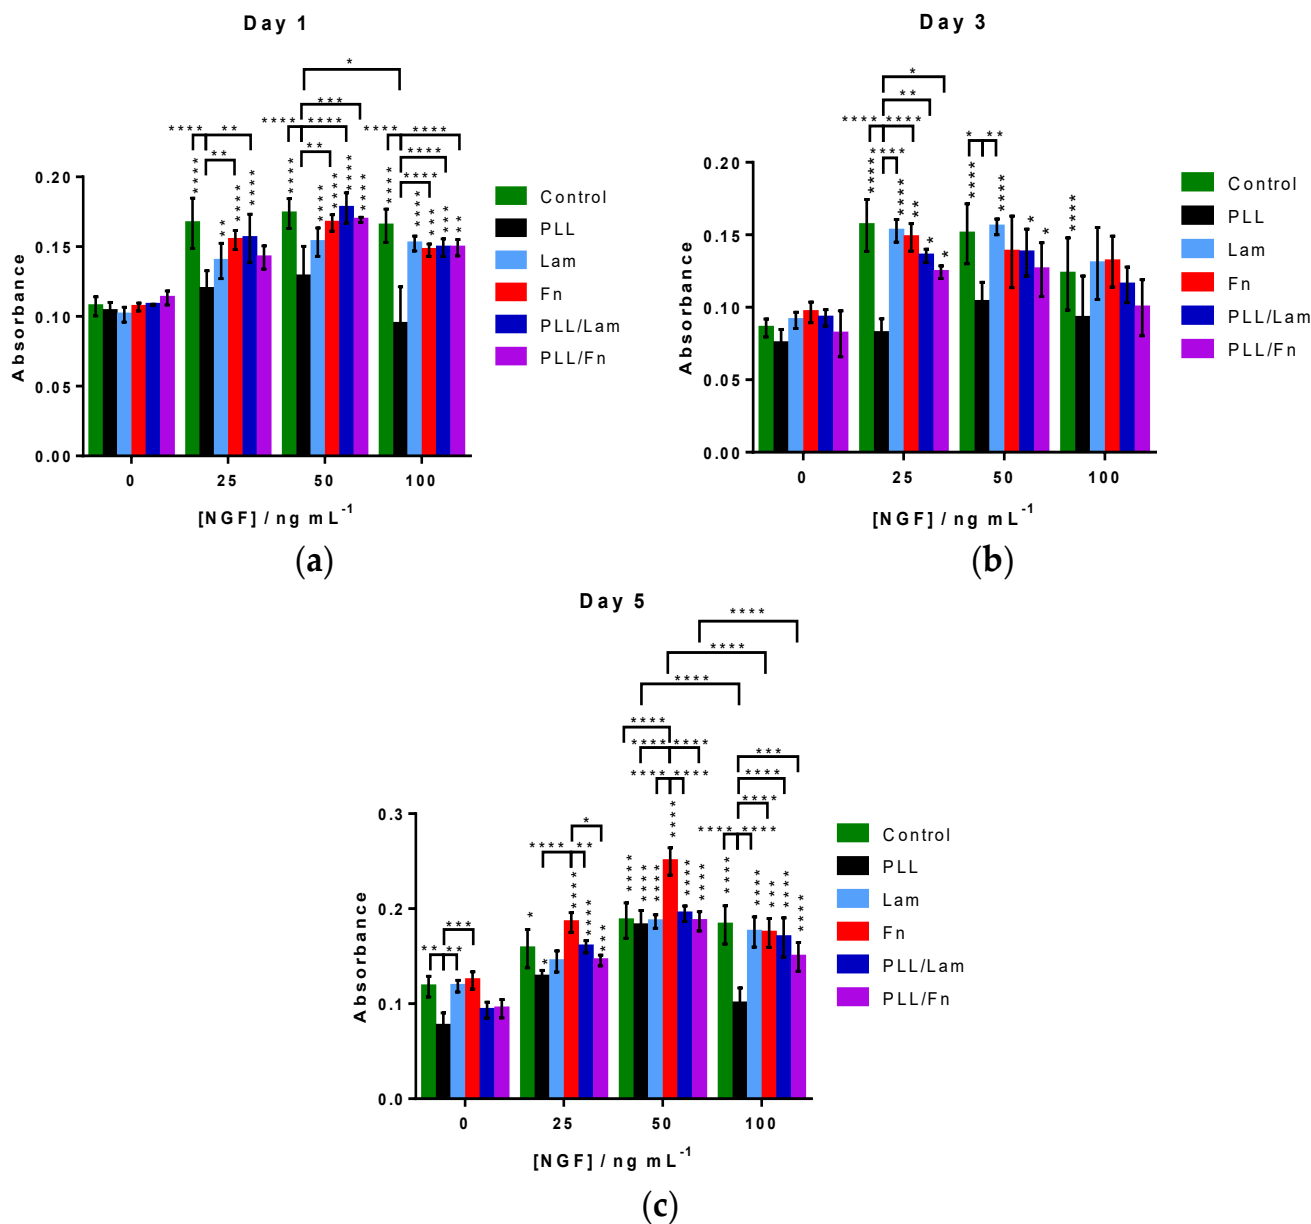 Day 1
*
***
**** ****
**** ** **** ****
** ** **** ****
**** ** **** **** **** **** **** **** **** **** **** **** **** *** **
0.20
0.15
0.10
0.05
0.00
Absorbance
0 25 50 100
[NGF] / ng mL-1
Control
PLL
Lam
Fn
PLL/Lam
PLL/Fn
(a)
Day 3
*
**
**** ****
**** * **
**** **** ** * * **** **** * * ****
0.20
0.15
0.10
0.05
0.00
Absorbance
0 25 50 100
[NGF] / ng mL-1
Control
PLL
Lam
Fn
PLL/Lam
PLL/Fn
(b)
Day 5
****
****
****
****
**** **** ***
**** **** ****
* ****
**** ** **** ****
*** * * **** **** *** **** **** **** **** **** **** **** **** *** **** ****
** **
0.3
0.2
0.1
0.0
Absorbance
0 25 50 100
[NGF] / ng mL-1
Control
PLL
Lam
Fn
PLL/Lam
PLL/Fn
(c)